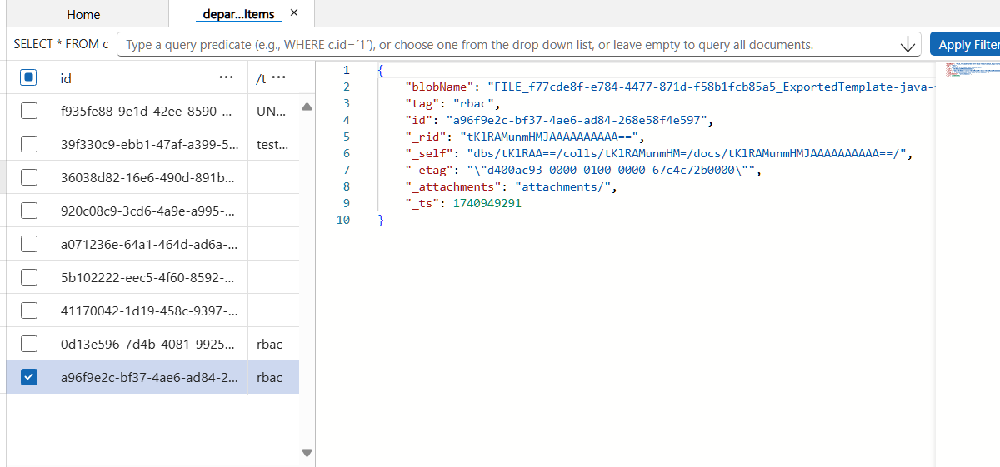 Home
depar...Items ×
SELECT * FROM c
Type a query predicate (e.g., WHERE c.id=´1´), or choose one from the drop down list, or leave empty to query all documents.
Apply Filter
id ... /t ...
f935fe88-9e1d-42ee-8590-... UN...
39f330c9-ebb1-47af-a399-5... test...
36038d82-16e6-490d-891b...
920c08c9-3cd6-4a9e-a995-...
a071236e-64a1-464d-ad6a-...
5b102222-eec5-4f60-8592-...
41170042-1d19-458c-9397-...
0d13e596-7d4b-4081-9925... rbac
a96f9e2c-bf37-4ae6-ad84-2... rbac
1 {
2 "blobName": "FILE_f77cde8f-e784-4477-871d-f58b1fcb85a5_ExportedTemplate-java-
3 "tag": "rbac",
4 "id": "a96f9e2c-bf37-4ae6-ad84-268e58f4e597",
5 "_rid": "tKlRAMunmHMJAAAAAAAAAA==",
6 "_self": "dbs/tKlRAA==/colls/tKlRAMunmHM=/docs/tKlRAMunmHMJAAAAAAAAAA==/",
7 "_etag": "\"d400ac93-0000-0100-0000-67c4c72b0000\"",
8 "_attachments": "attachments/",
9 "_ts": 1740949291
10 }